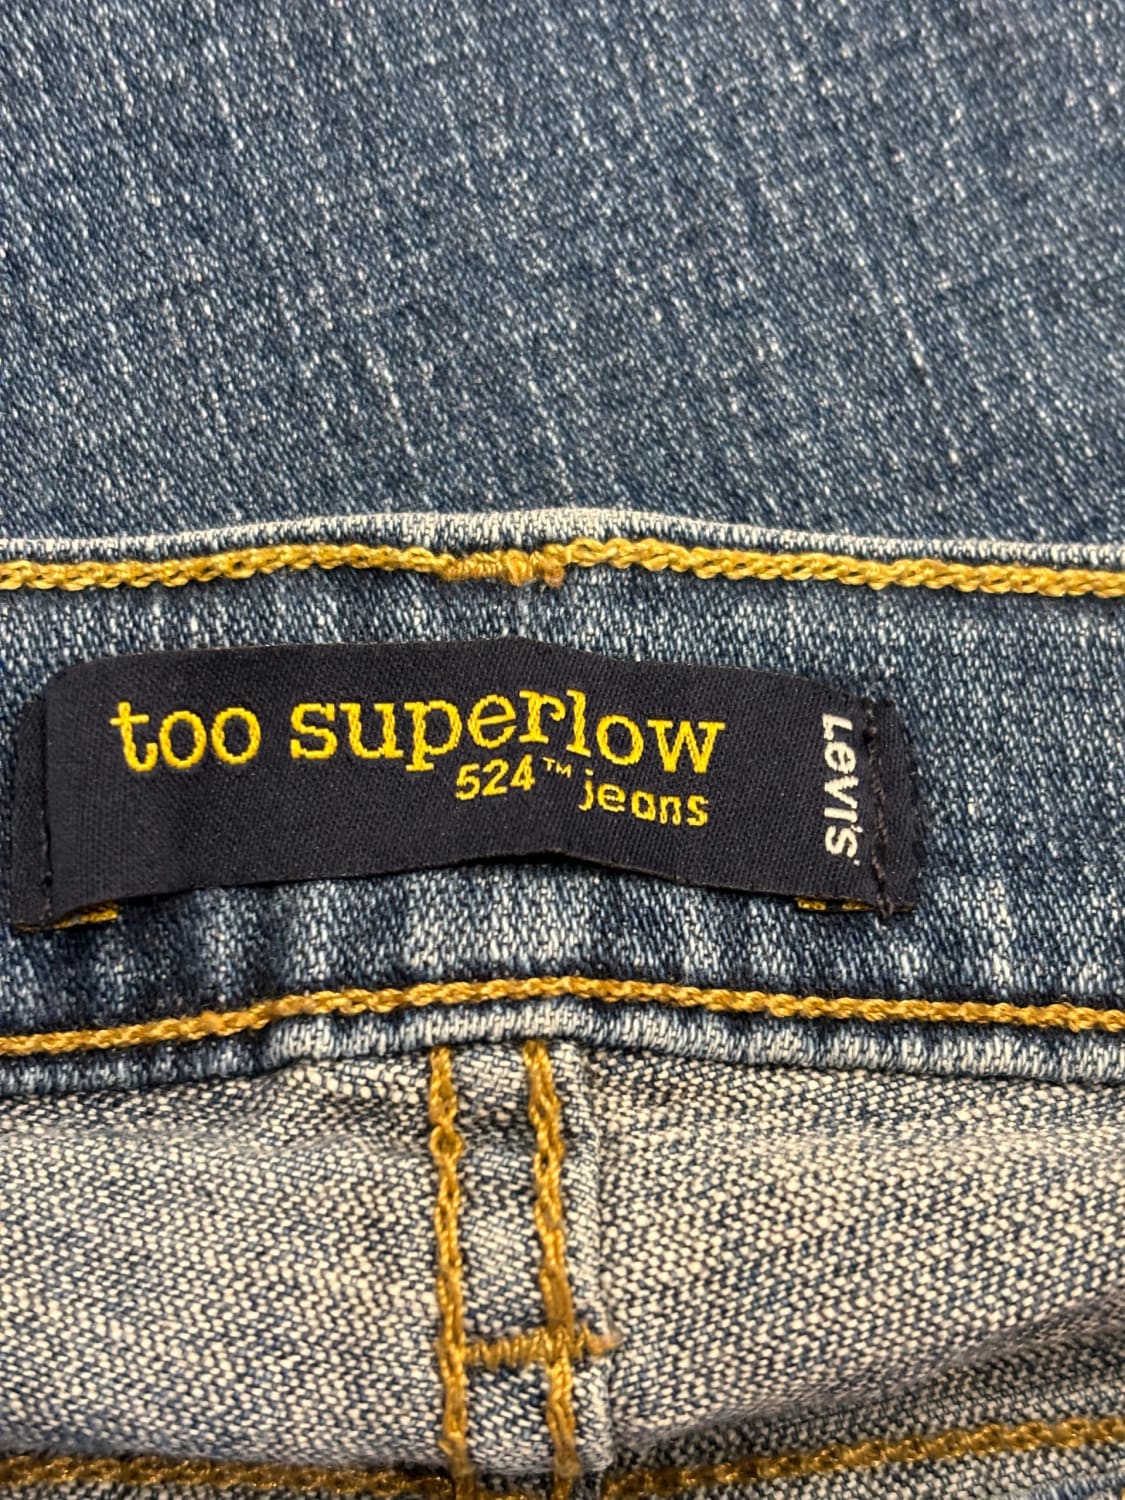 too superlow
524™ jeans
Levi's